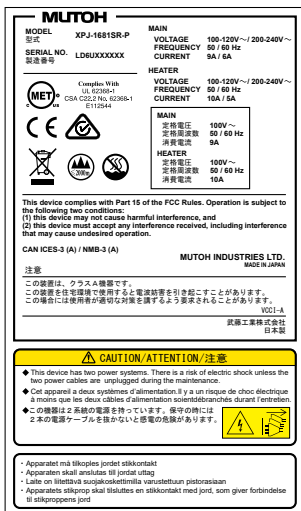 MUTOH
MODEL XPJ-1681SR-P
型式
SERIAL NO. LD6UXXXXXX
製造番号
MAIN
VOLTAGE 100-120V～/ 200-240V～
FREQUENCY 50 / 60 Hz
CURRENT 9A / 6A
HEATER
VOLTAGE 100-120V～/ 200-240V～
FREQUENCY 50 / 60 Hz
CURRENT 10A / 5A
MET
Complies With
UL 62368-1
CSA C22.2 No. 62368-1
E112544
CE
≤2000m
MAIN
定格電圧 100V～
定格周波数 50 / 60 Hz
消費電流 9A
HEATER
定格電圧 100V～
定格周波数 50 / 60 Hz
消費電流 10A
This device complies with Part 15 of the FCC Rules. Operation is subject to
the following two conditions:
(1) this device may not cause harmful interference, and
(2) this device must accept any interference received, including interference
that may cause undesired operation.
CAN ICES-3 (A) / NMB-3 (A)
MUTOH INDUSTRIES LTD.
MADE IN JAPAN
注意
この装置は、クラスＡ機器です。
この装置を住宅環境で使用すると電波妨害を引き起こすことがあります。
この場合には使用者が適切な対策を講ずるよう要求されることがあります。
VCCI-A
武藤工業株式会社
日本製
CAUTION/ATTENTION/注意
◆ This device has two power systems. There is a risk of electric shock unless the
two power cables are unplugged during the maintenance.
◆ Cet appareil a deux systèmes d'alimentation.Il y a un risque de choc électrique
à moins que les deux câbles d'alimentation soientdébranchés durant l'entretien.
◆この機器は２系統の電源を持っています。保守の時には
２本の電源ケーブルを抜かないと感電の危険があります。
・Apparatet må tilkoples jordet stikkontakt
・Apparaten skall anslutas till jordat uttag
・Laite on liitettävä suojakoskettimilla varustettuun pistorasiaan
・Apparatets stikprop skal tilsluttes en stikkontakt med jord, som giver forbindelse
til stikproppens jord